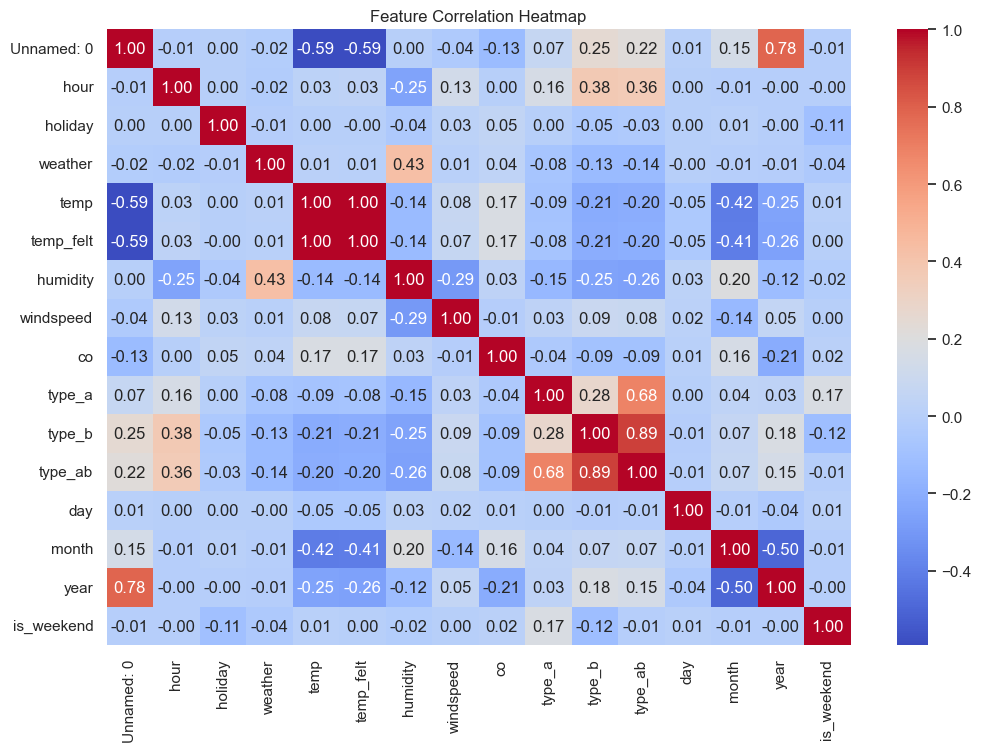 Feature Correlation Heatmap
Unnamed: 0 1.00 -0.01 0.00 -0.02 -0.59 -0.59 0.00 -0.04 -0.13 0.07 0.25 0.22 0.01 0.15 0.78 -0.01
hour -0.01 1.00 0.00 -0.02 0.03 0.03 -0.25 0.13 0.00 0.16 0.38 0.36 0.00 -0.01 -0.00 -0.00
holiday 0.00 0.00 1.00 -0.01 0.00 -0.00 -0.04 0.03 0.05 0.00 -0.05 -0.03 0.00 0.01 -0.00 -0.11
weather -0.02 -0.02 -0.01 1.00 0.01 0.01 0.43 0.01 0.04 -0.08 -0.13 -0.14 -0.00 -0.01 -0.01 -0.04
temp -0.59 0.03 0.00 0.01 1.00 1.00 -0.14 0.08 0.17 -0.09 -0.21 -0.20 -0.05 -0.42 -0.25 0.01
temp_felt -0.59 0.03 -0.00 0.01 1.00 1.00 -0.14 0.07 0.17 -0.08 -0.21 -0.20 -0.05 -0.41 -0.26 0.00
humidity 0.00 -0.25 -0.04 0.43 -0.14 -0.14 1.00 -0.29 0.03 -0.15 -0.25 -0.26 0.03 0.20 -0.12 -0.02
windspeed -0.04 0.13 0.03 0.01 0.08 0.07 -0.29 1.00 -0.01 0.03 0.09 0.08 0.02 -0.14 0.05 0.00
co -0.13 0.00 0.05 0.04 0.17 0.17 0.03 -0.01 1.00 -0.04 -0.09 -0.09 0.01 0.16 -0.21 0.02
type_a 0.07 0.16 0.00 -0.08 -0.09 -0.08 -0.15 0.03 -0.04 1.00 0.28 0.68 0.00 0.04 0.03 0.17
type_b 0.25 0.38 -0.05 -0.13 -0.21 -0.21 -0.25 0.09 -0.09 0.28 1.00 0.89 -0.01 0.07 0.18 -0.12
type_ab 0.22 0.36 -0.03 -0.14 -0.20 -0.20 -0.26 0.08 -0.09 0.68 0.89 1.00 -0.01 0.07 0.15 -0.01
day 0.01 0.00 0.00 -0.00 -0.05 -0.05 0.03 0.02 0.01 0.00 -0.01 -0.01 1.00 -0.01 -0.04 0.01
month 0.15 -0.01 0.01 -0.01 -0.42 -0.41 0.20 -0.14 0.16 0.04 0.07 0.07 -0.01 1.00 -0.50 -0.01
year 0.78 -0.00 -0.00 -0.01 -0.25 -0.26 -0.12 0.05 -0.21 0.03 0.18 0.15 -0.04 -0.50 1.00 -0.00
is_weekend -0.01 -0.00 -0.11 -0.04 0.01 0.00 -0.02 0.00 0.02 0.17 -0.12 -0.01 0.01 -0.01 -0.00 1.00
Unnamed: 0 hour holiday weather temp temp_felt humidity windspeed co type_a type_b type_ab day month year is_weekend
1.0
0.8
0.6
0.4
0.2
0.0
-0.2
-0.4